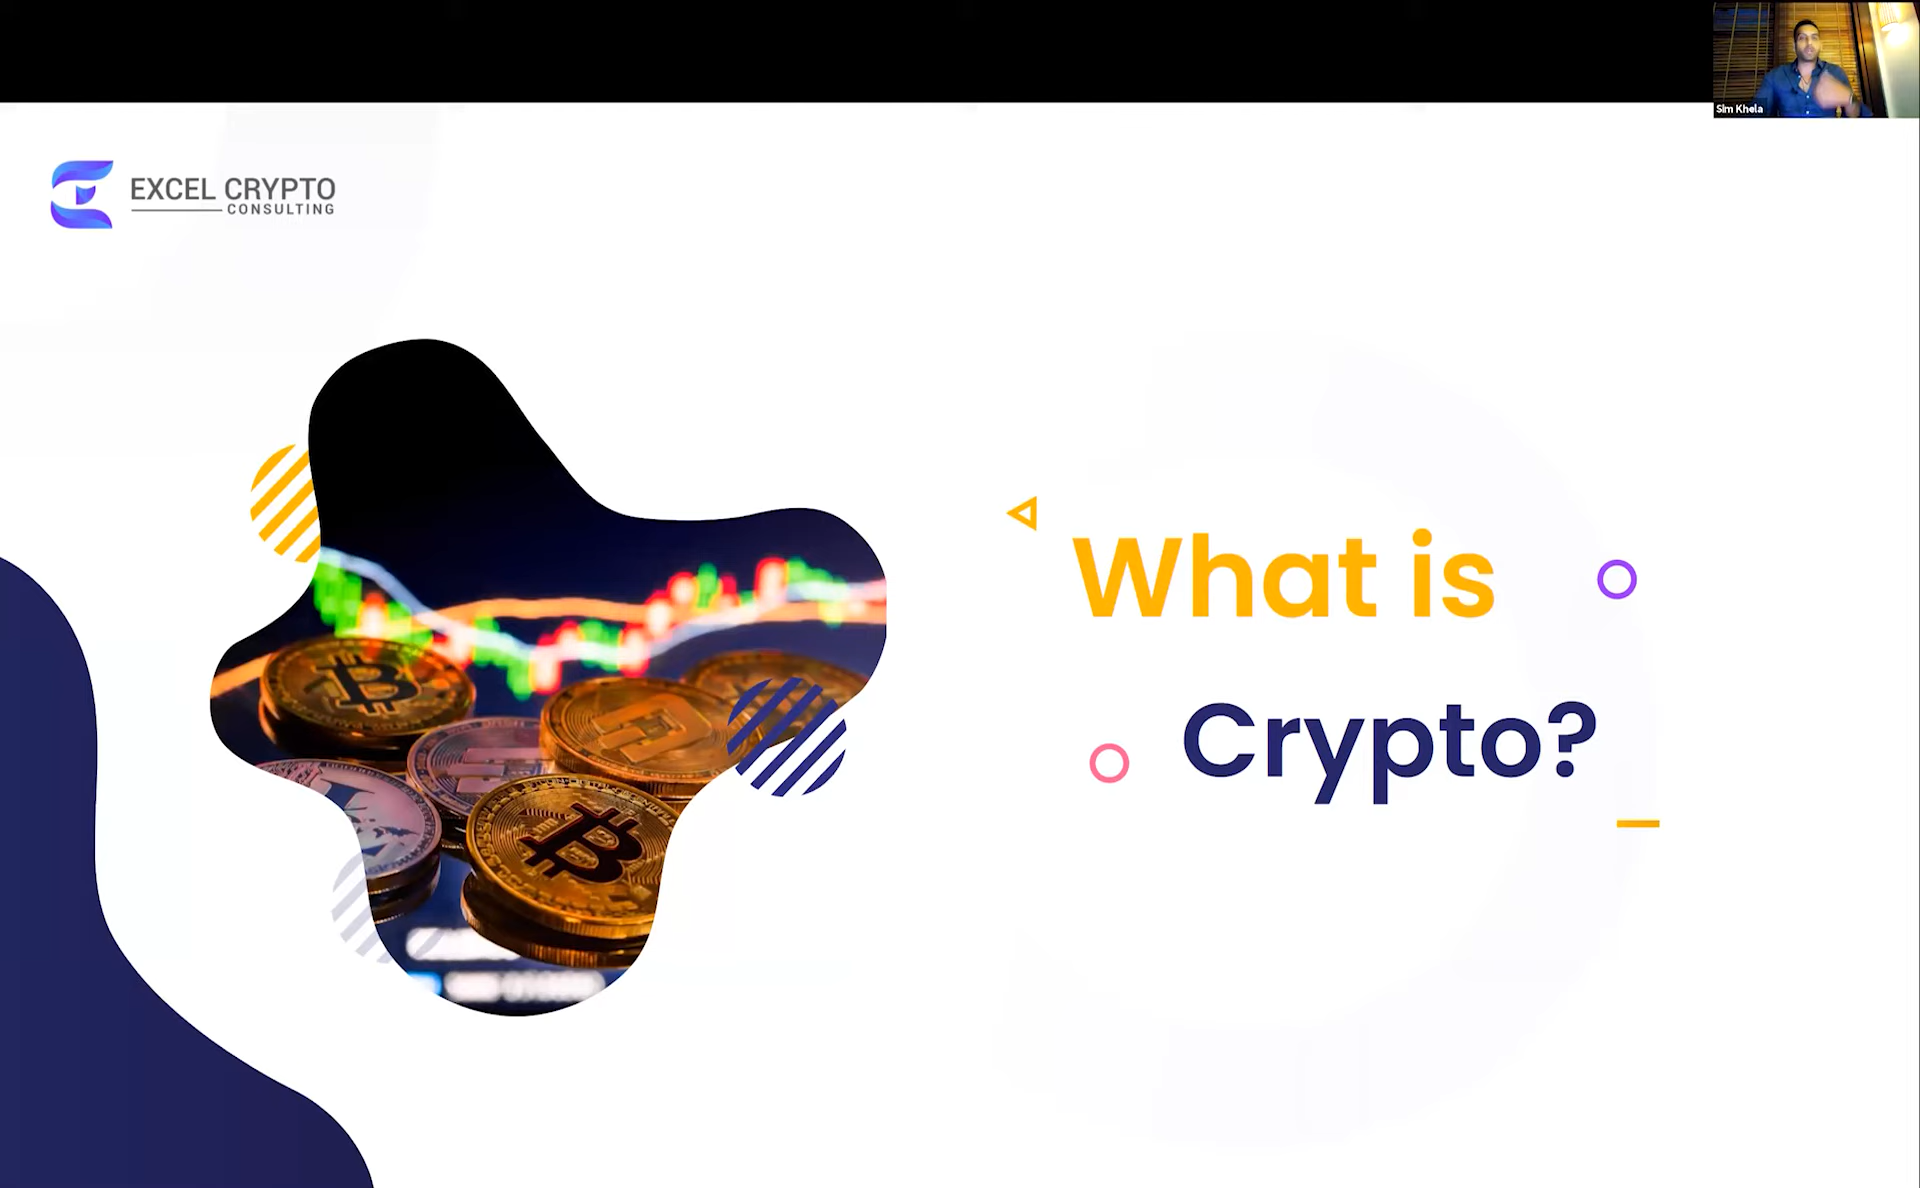 Sim Khela
EXCEL CRYPTO
CONSULTING
What is
Crypto?